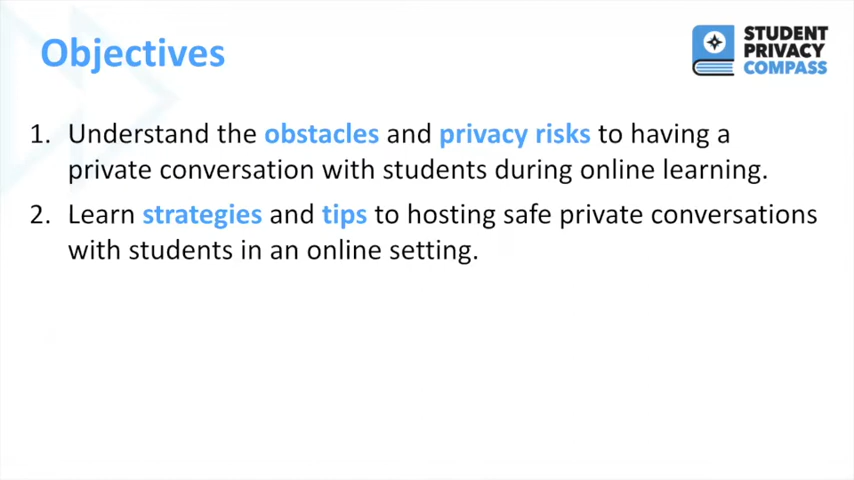 Objectives
STUDENT
PRIVACY
COMPASS
1. Understand the obstacles and privacy risks to having a
private conversation with students during online learning.
2. Learn strategies and tips to hosting safe private conversations
with students in an online setting.